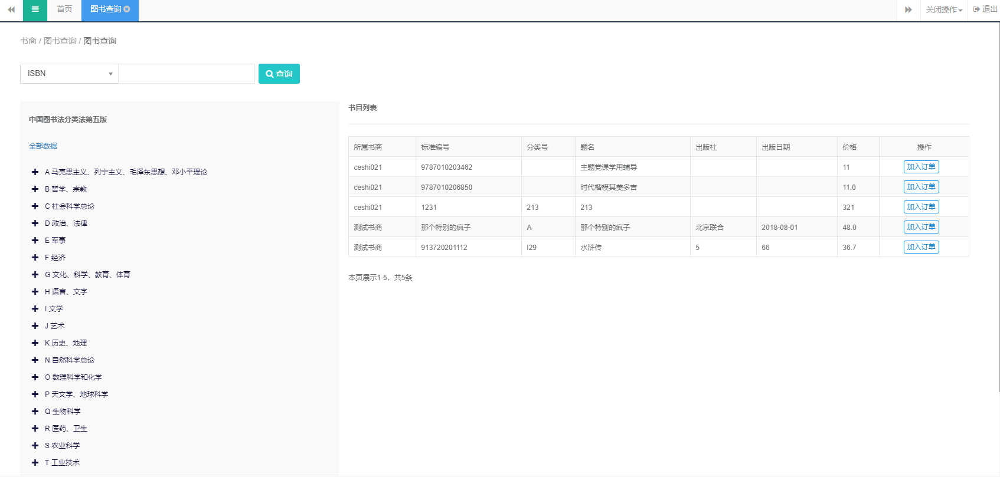 首页 图书查询 关闭操作 退出
书商 / 图书查询 / 图书查询
ISBN 查询
中国图书法分类法第五版
全部数据
A 马克思主义、列宁主义、毛泽东思想、邓小平理论
B 哲学、宗教
C 社会科学总论
D 政治、法律
E 军事
F 经济
G 文化、科学、教育、体育
H 语言、文字
I 文学
J 艺术
K 历史、地理
N 自然科学总论
O 数理科学和化学
P 天文学、地球科学
Q 生物科学
R 医药、卫生
S 农业科学
T 工业技术
书目列表
所属书商 标准编号 分类号 题名 出版社 出版日期 价格 操作
ceshi021 9787010203462 主题党课学用辅导 11 加入订单
ceshi021 9787010206850 时代楷模其美多吉 11.0 加入订单
ceshi021 1231 213 213 321 加入订单
测试书商 那个特别的疯子 A 那个特别的疯子 北京联合 2018-08-01 48.0 加入订单
测试书商 913720201112 I29 水浒传 5 66 36.7 加入订单
本页展示1-5，共5条